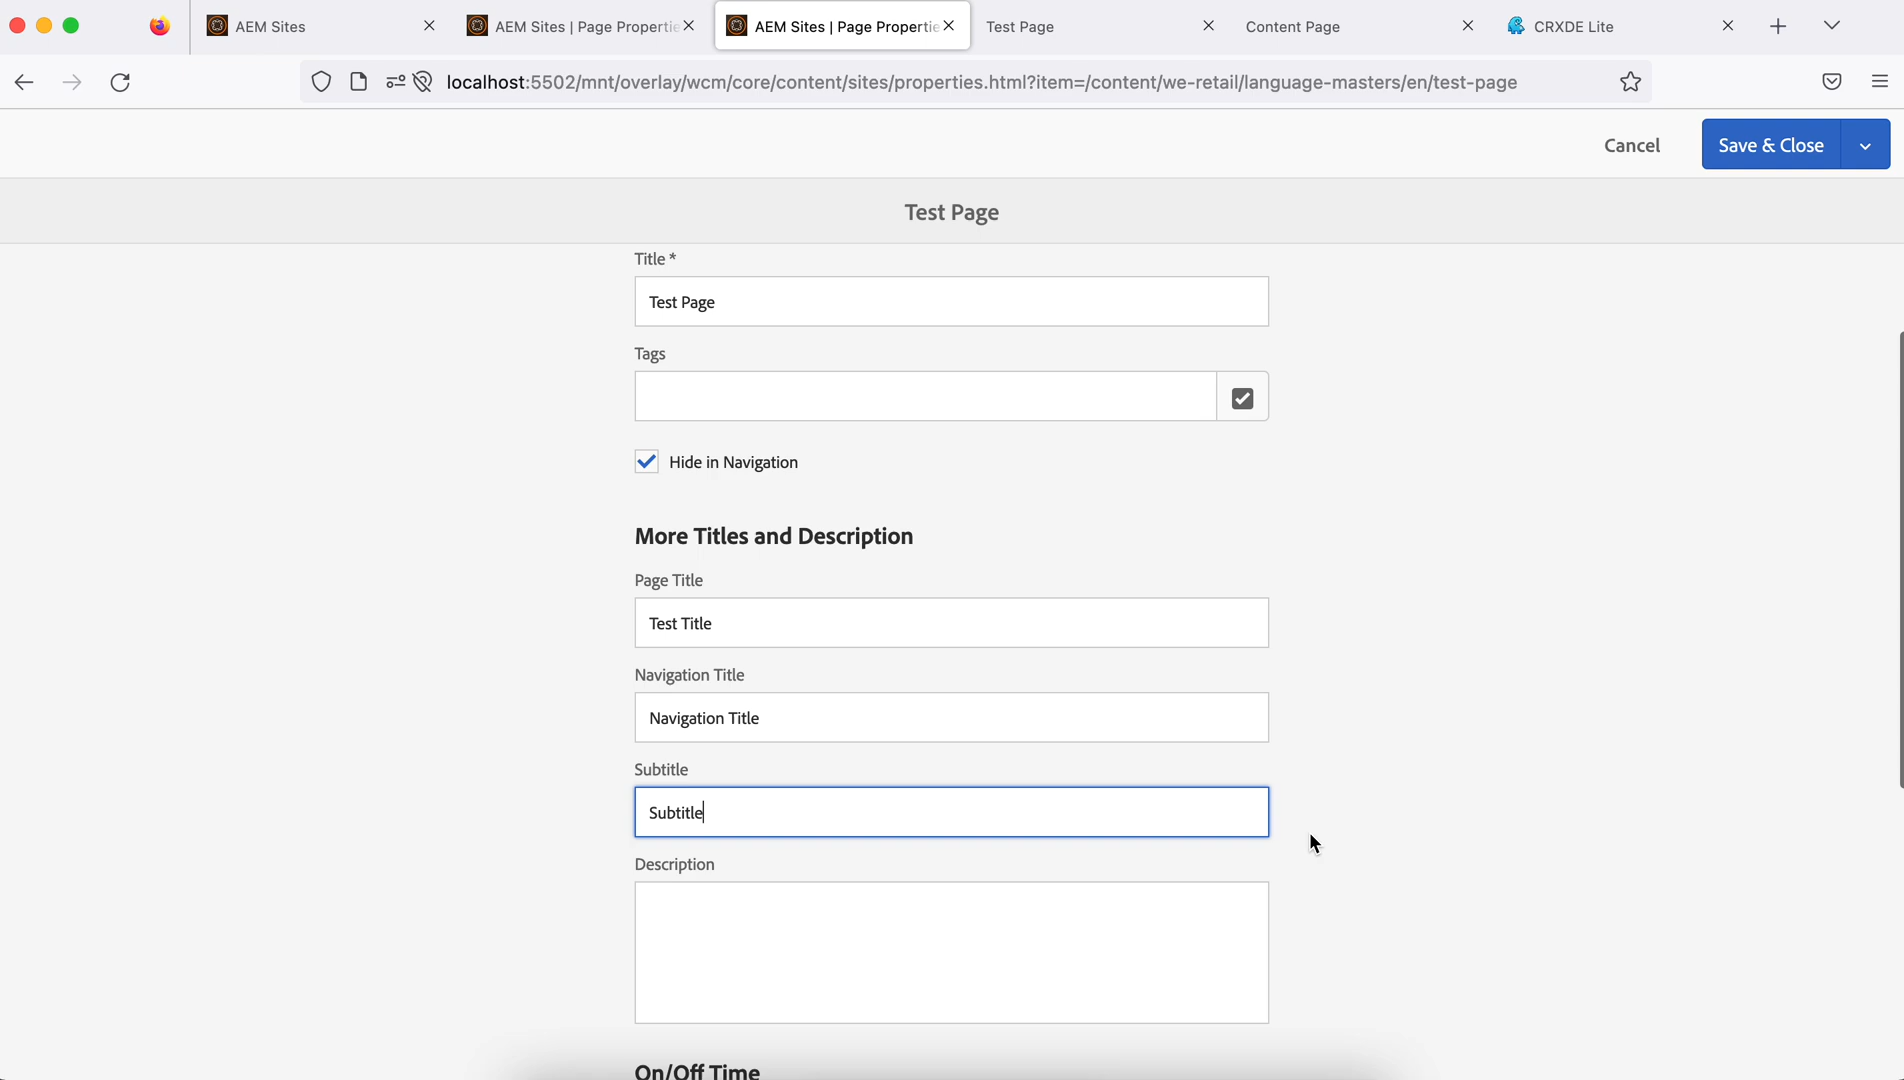 AEM Sites
AEM Sites | Page Properti
AEM Sites | Page Properti
Test Page
Content Page
CRXDE Lite
localhost:5502/mnt/overlay/wcm/core/content/sites/properties.html?item=/content/we-retail/language-masters/en/test-page
Cancel
Save & Close
Test Page
Title *
Test Page
Tags
Hide in Navigation
More Titles and Description
Page Title
Test Title
Navigation Title
Navigation Title
Subtitle
Subtitle
Description
On/Off Time